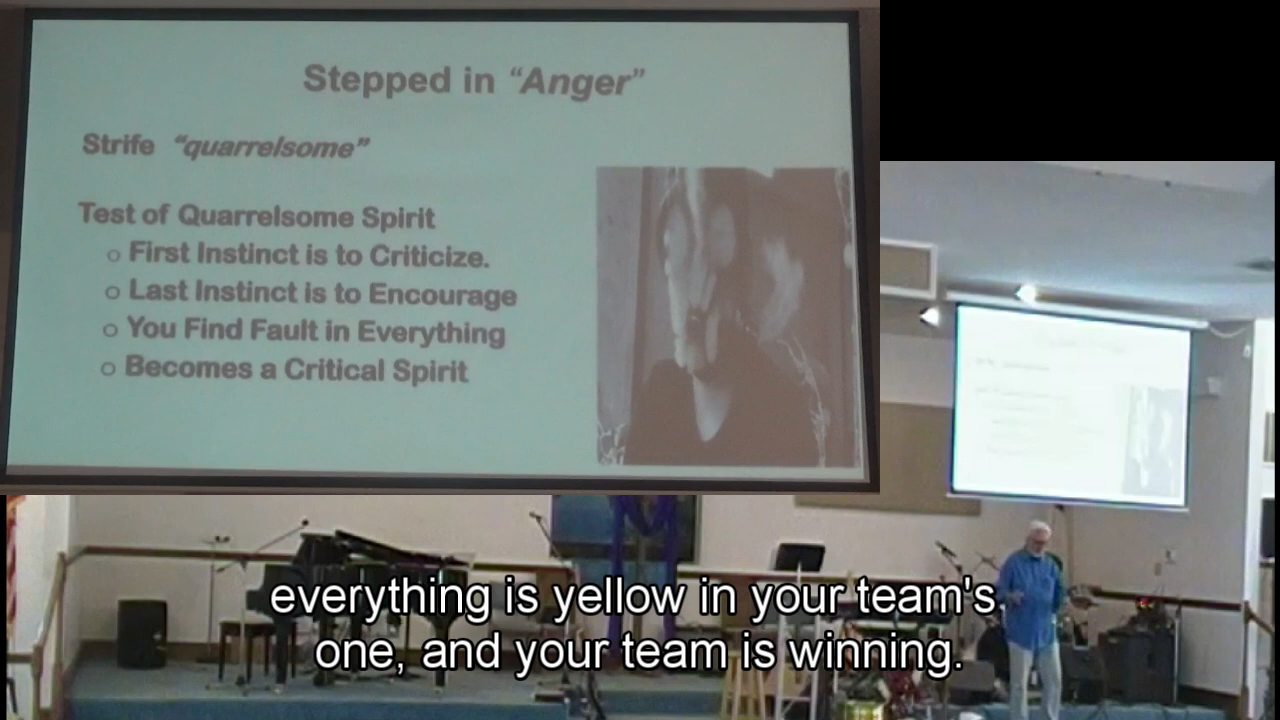 Stepped in “Anger”
Strife “quarrelsome”
Test of Quarrelsome Spirit
o First Instinct is to Criticize.
o Last Instinct is to Encourage
o You Find Fault in Everything
o Becomes a Critical Spirit
everything is yellow in your team's
one, and your team is winning.